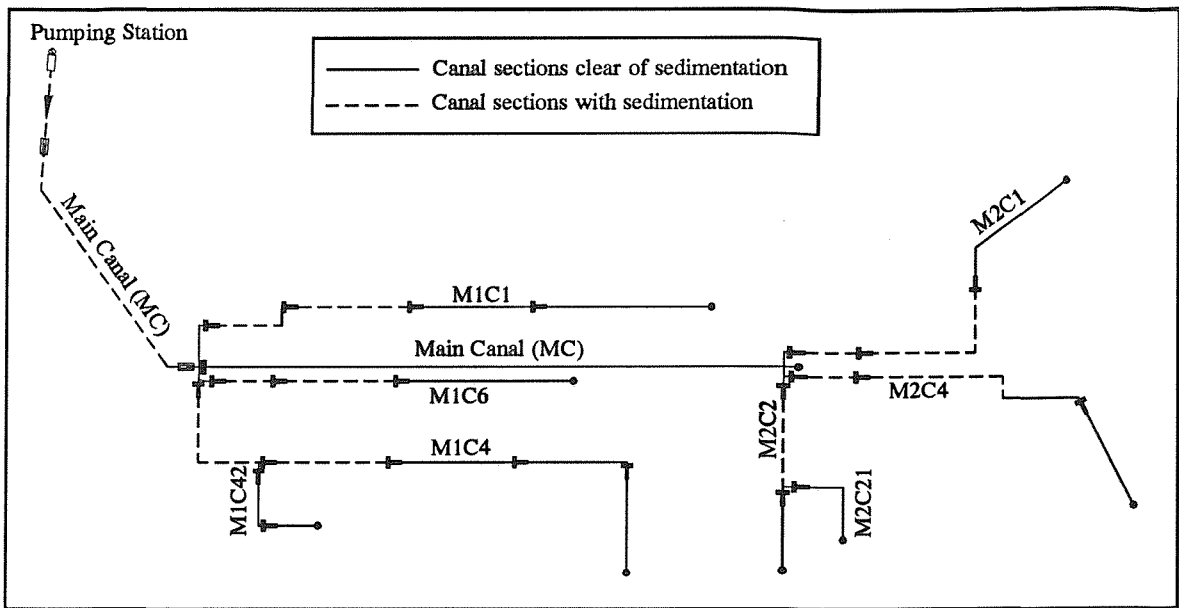 Pumping Station
Canal sections clear of sedimentation
Canal sections with sedimentation
Main Canal (MC)
M2C1
M1C1
Main Canal (MC)
M1C6
M2C4
M2C2
M1C4
M1C42
M2C21